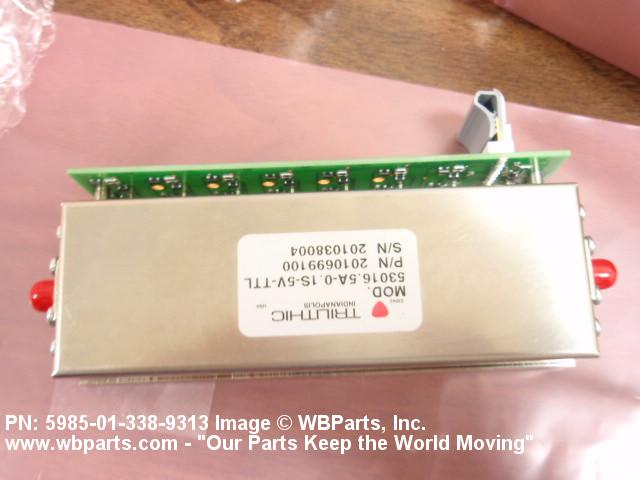 TRILITHIC
INDIANAPOLIS
USA
MOD.
53016.5A-0.1S-5V-TTL
P/N 2010699100
S/N 201038004
PN: 5985-01-338-9313 Image © WBParts, Inc.
www.wbparts.com - "Our Parts Keep the World Moving"